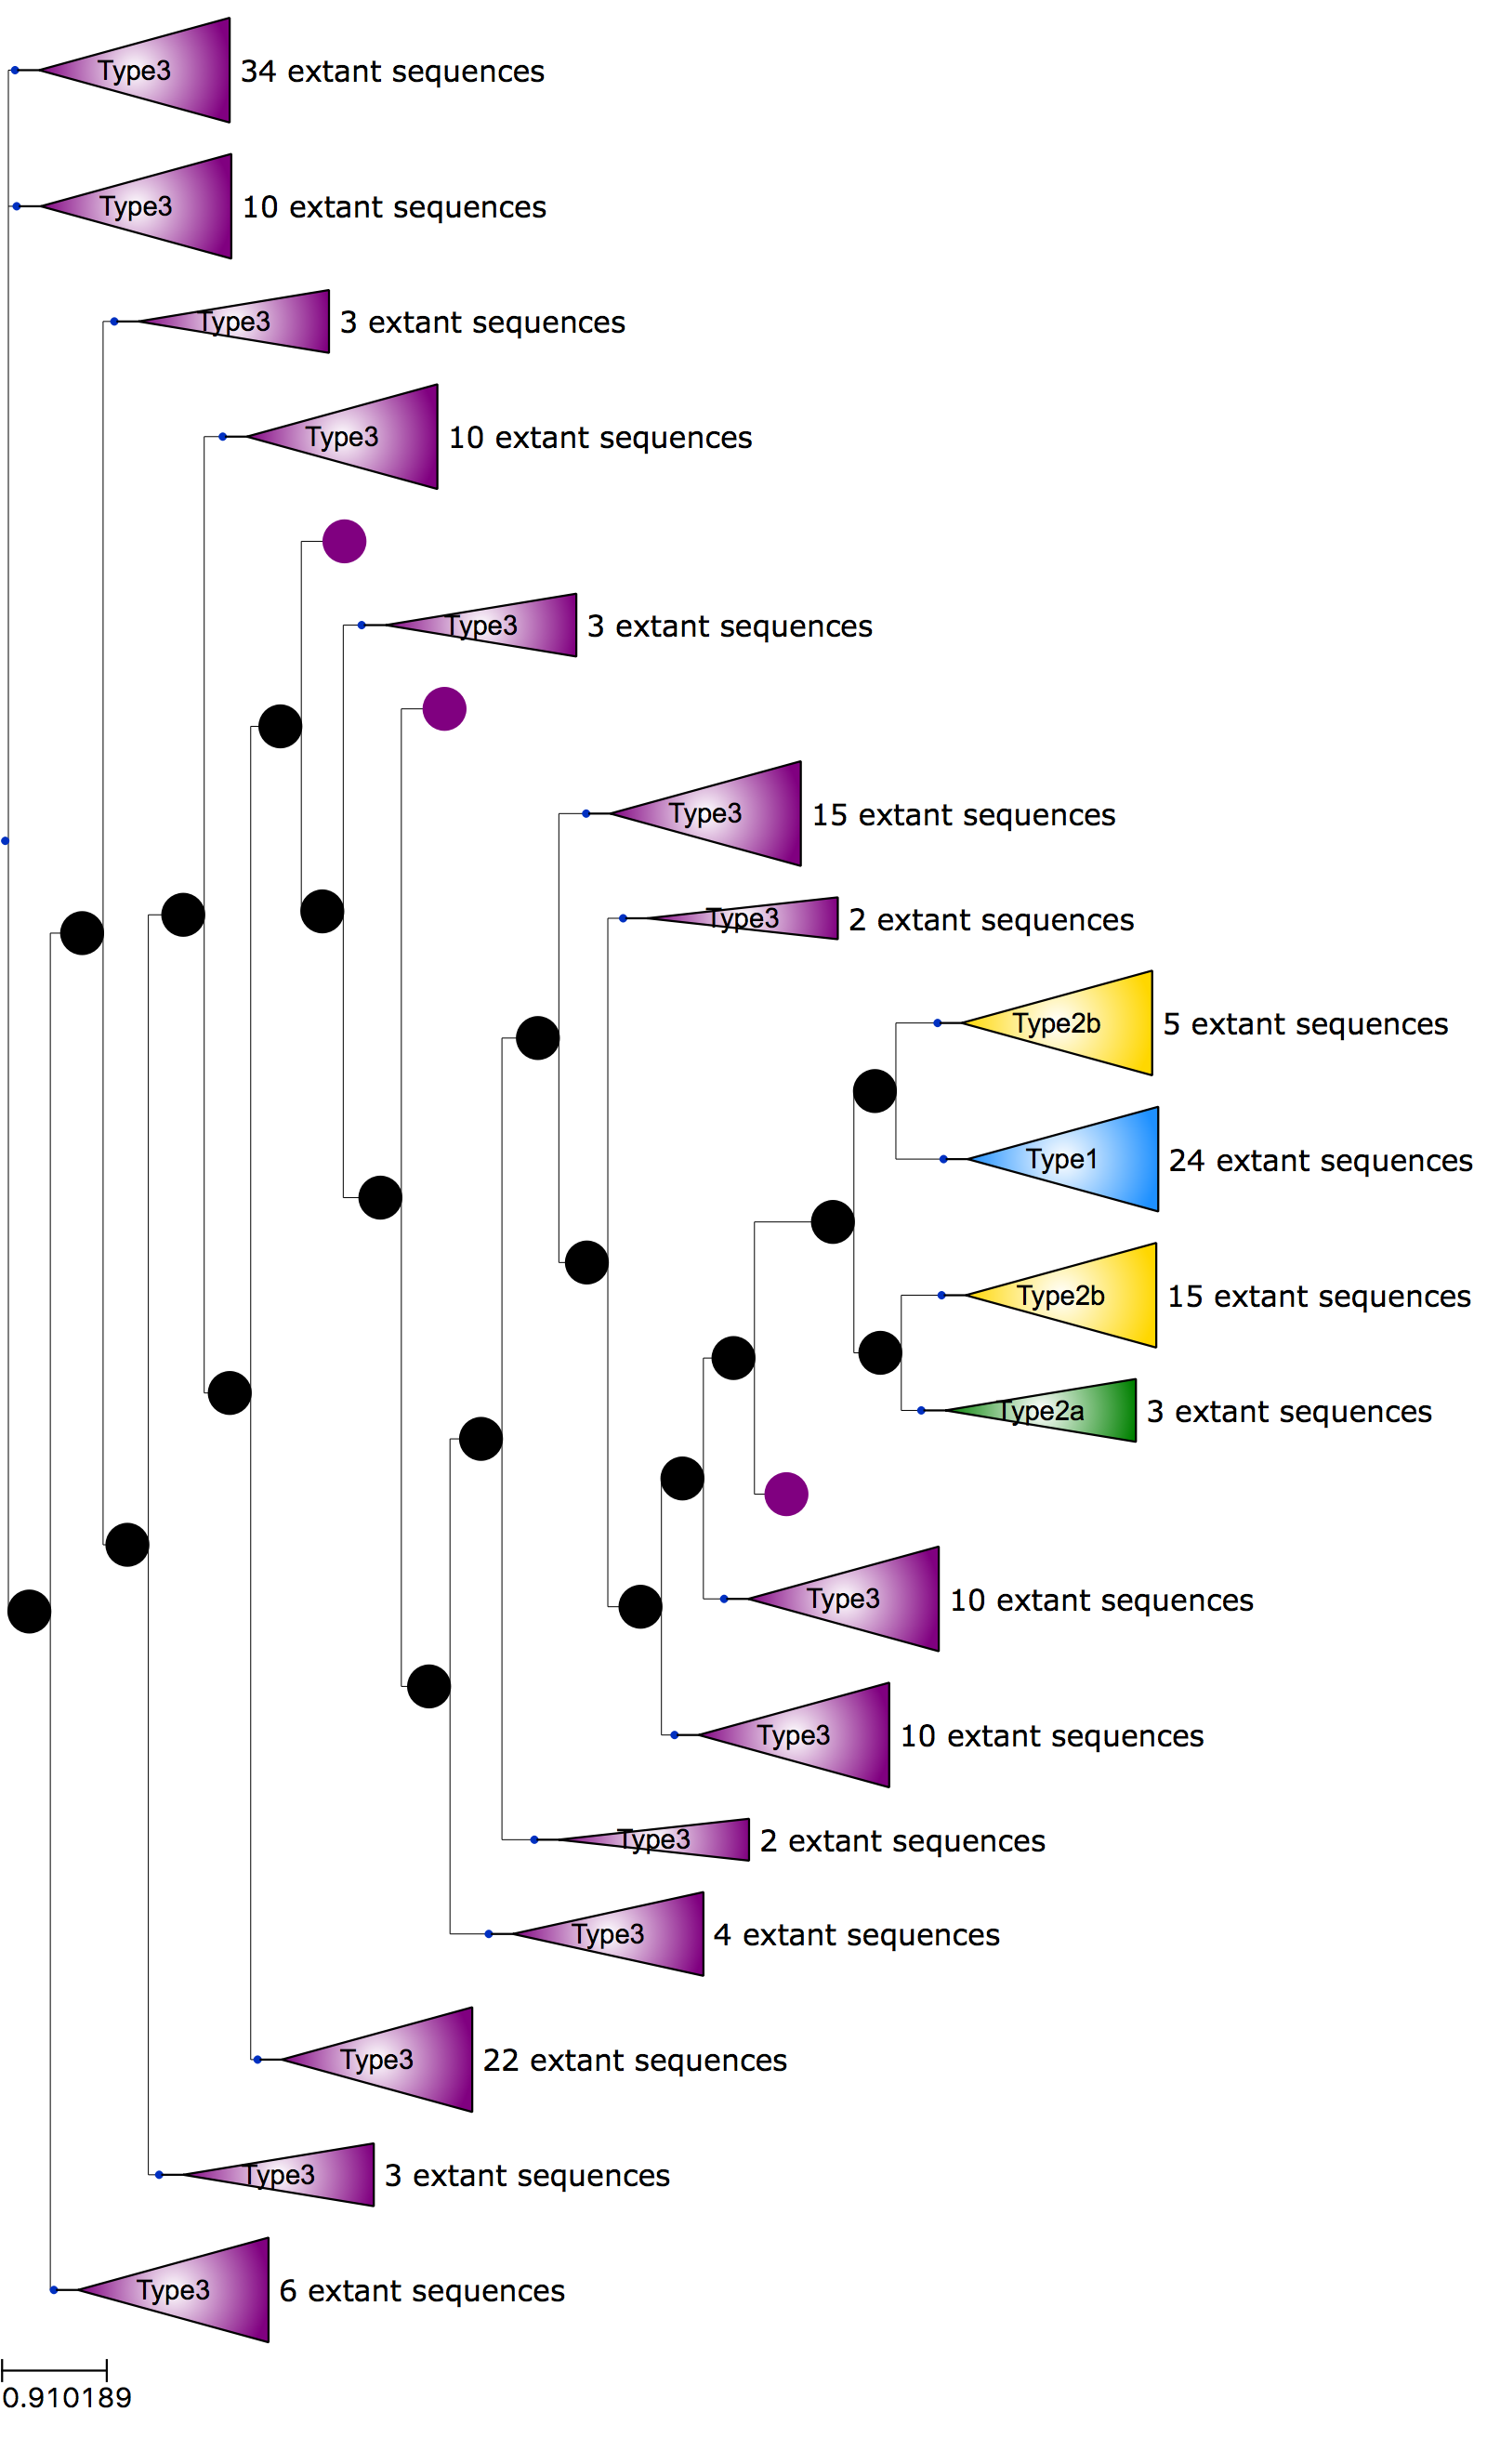 Type3 34 extant sequences
Type3 10 extant sequences
Type3 3 extant sequences
Type3 10 extant sequences
Type3 3 extant sequences
Type3 15 extant sequences
Type3 2 extant sequences
Type2b 5 extant sequences
Type1 24 extant sequences
Type2b 15 extant sequences
Type2a 3 extant sequences
Type3 10 extant sequences
Type3 10 extant sequences
Type3 2 extant sequences
Type3 4 extant sequences
Type3 22 extant sequences
Type3 3 extant sequences
Type3 6 extant sequences
0.910189